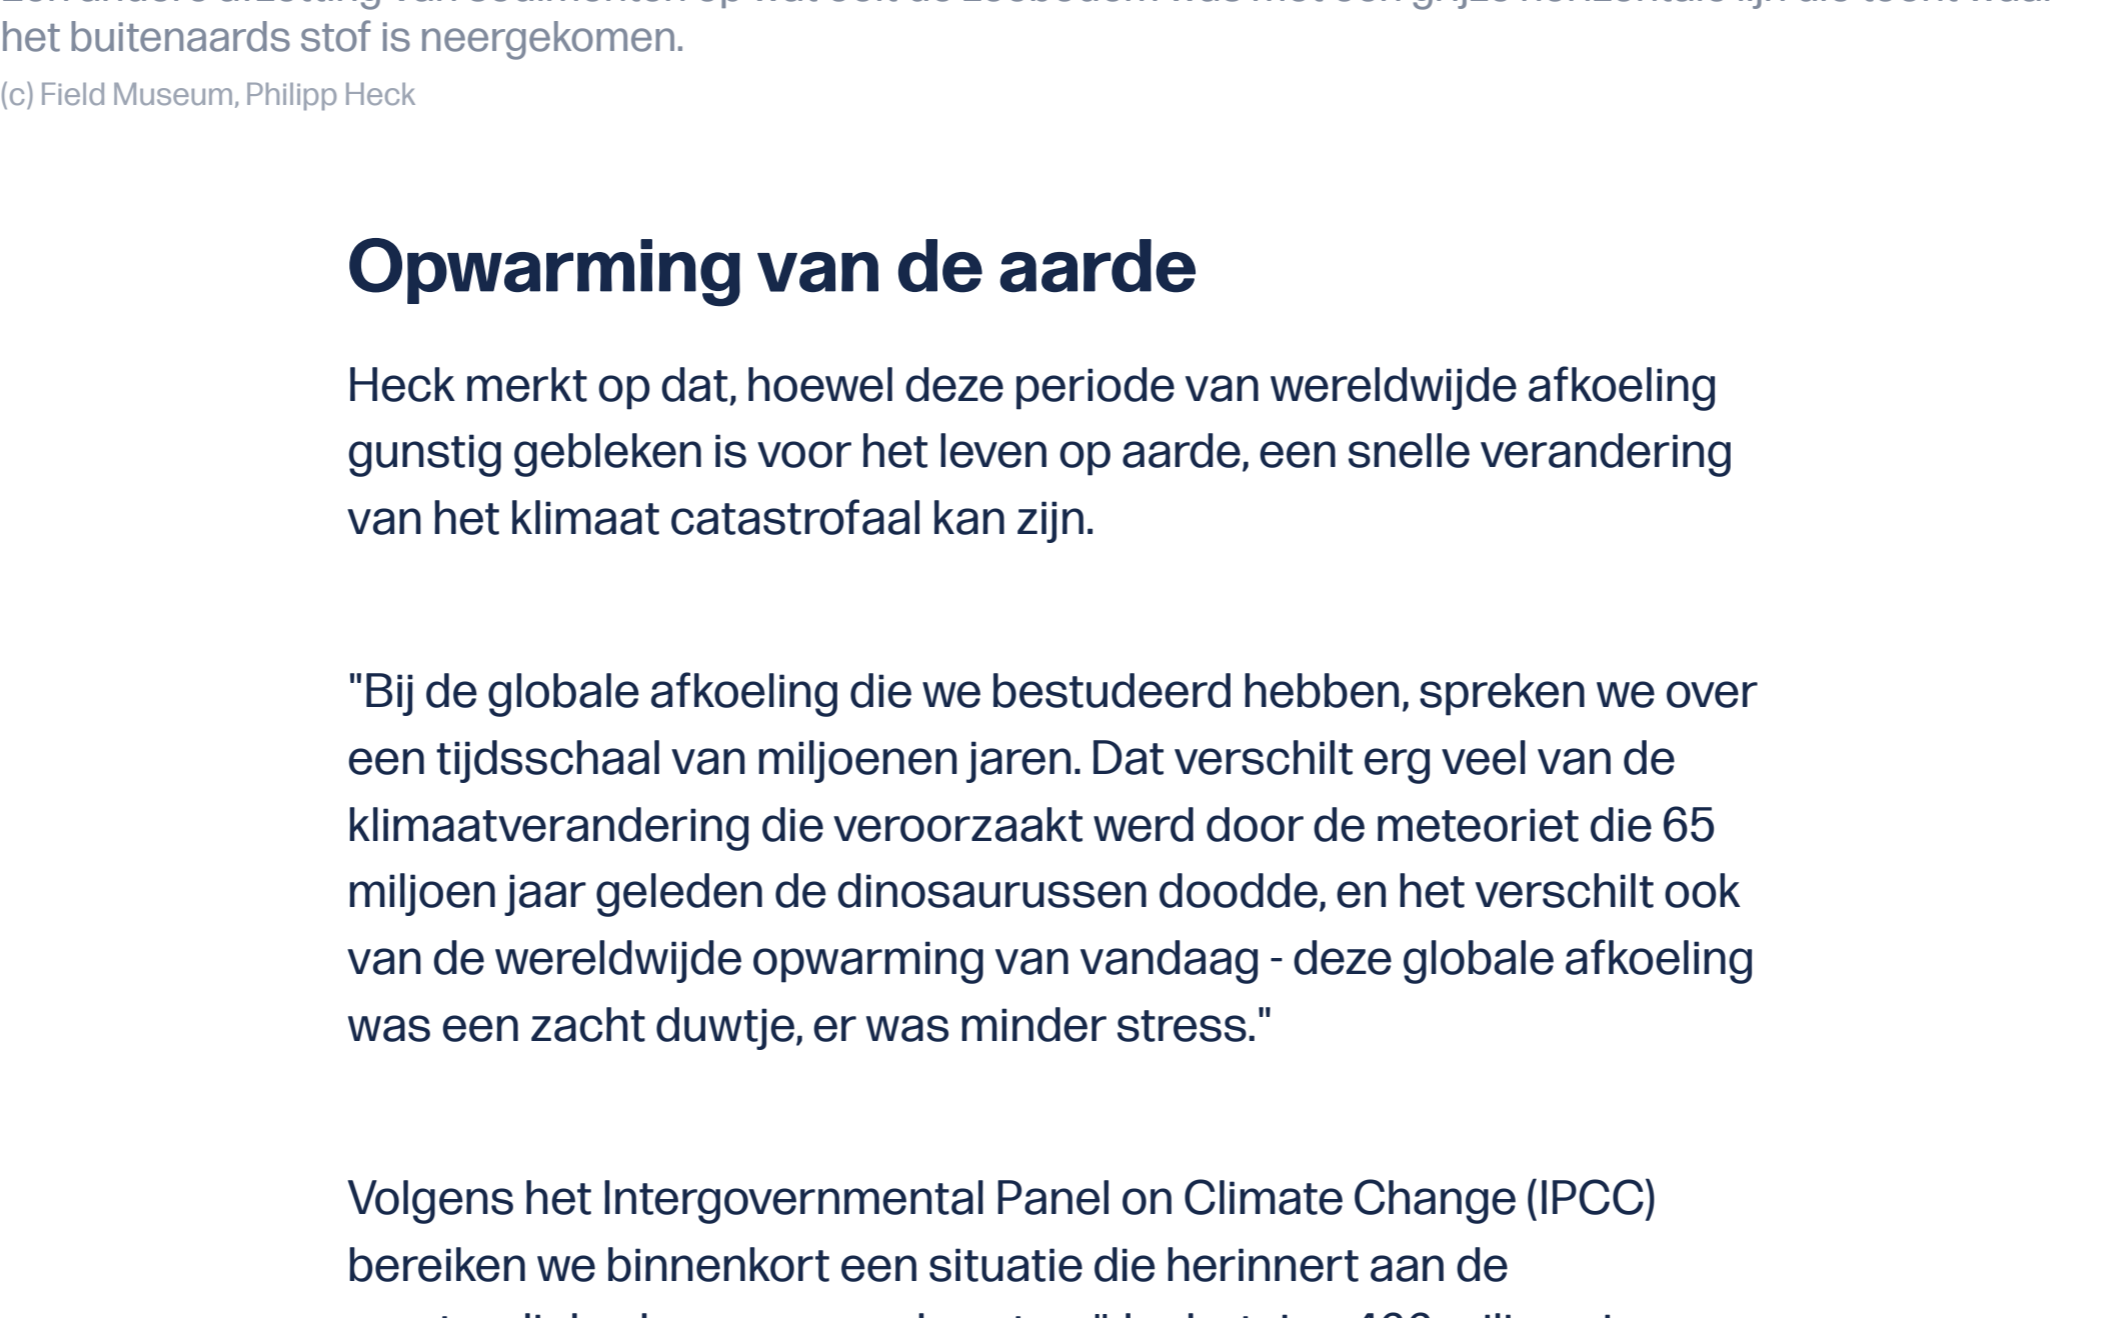 het buitenaards stof is neergekomen.
(c) Field Museum, Philipp Heck
Opwarming van de aarde
Heck merkt op dat, hoewel deze periode van wereldwijde afkoeling
gunstig gebleken is voor het leven op aarde, een snelle verandering
van het klimaat catastrofaal kan zijn.
"Bij de globale afkoeling die we bestudeerd hebben, spreken we over
een tijdsschaal van miljoenen jaren. Dat verschilt erg veel van de
klimaatverandering die veroorzaakt werd door de meteoriet die 65
miljoen jaar geleden de dinosaurussen doodde, en het verschilt ook
van de wereldwijde opwarming van vandaag - deze globale afkoeling
was een zacht duwtje, er was minder stress."
Volgens het Intergovernmental Panel on Climate Change (IPCC)
bereiken we binnenkort een situatie die herinnert aan de